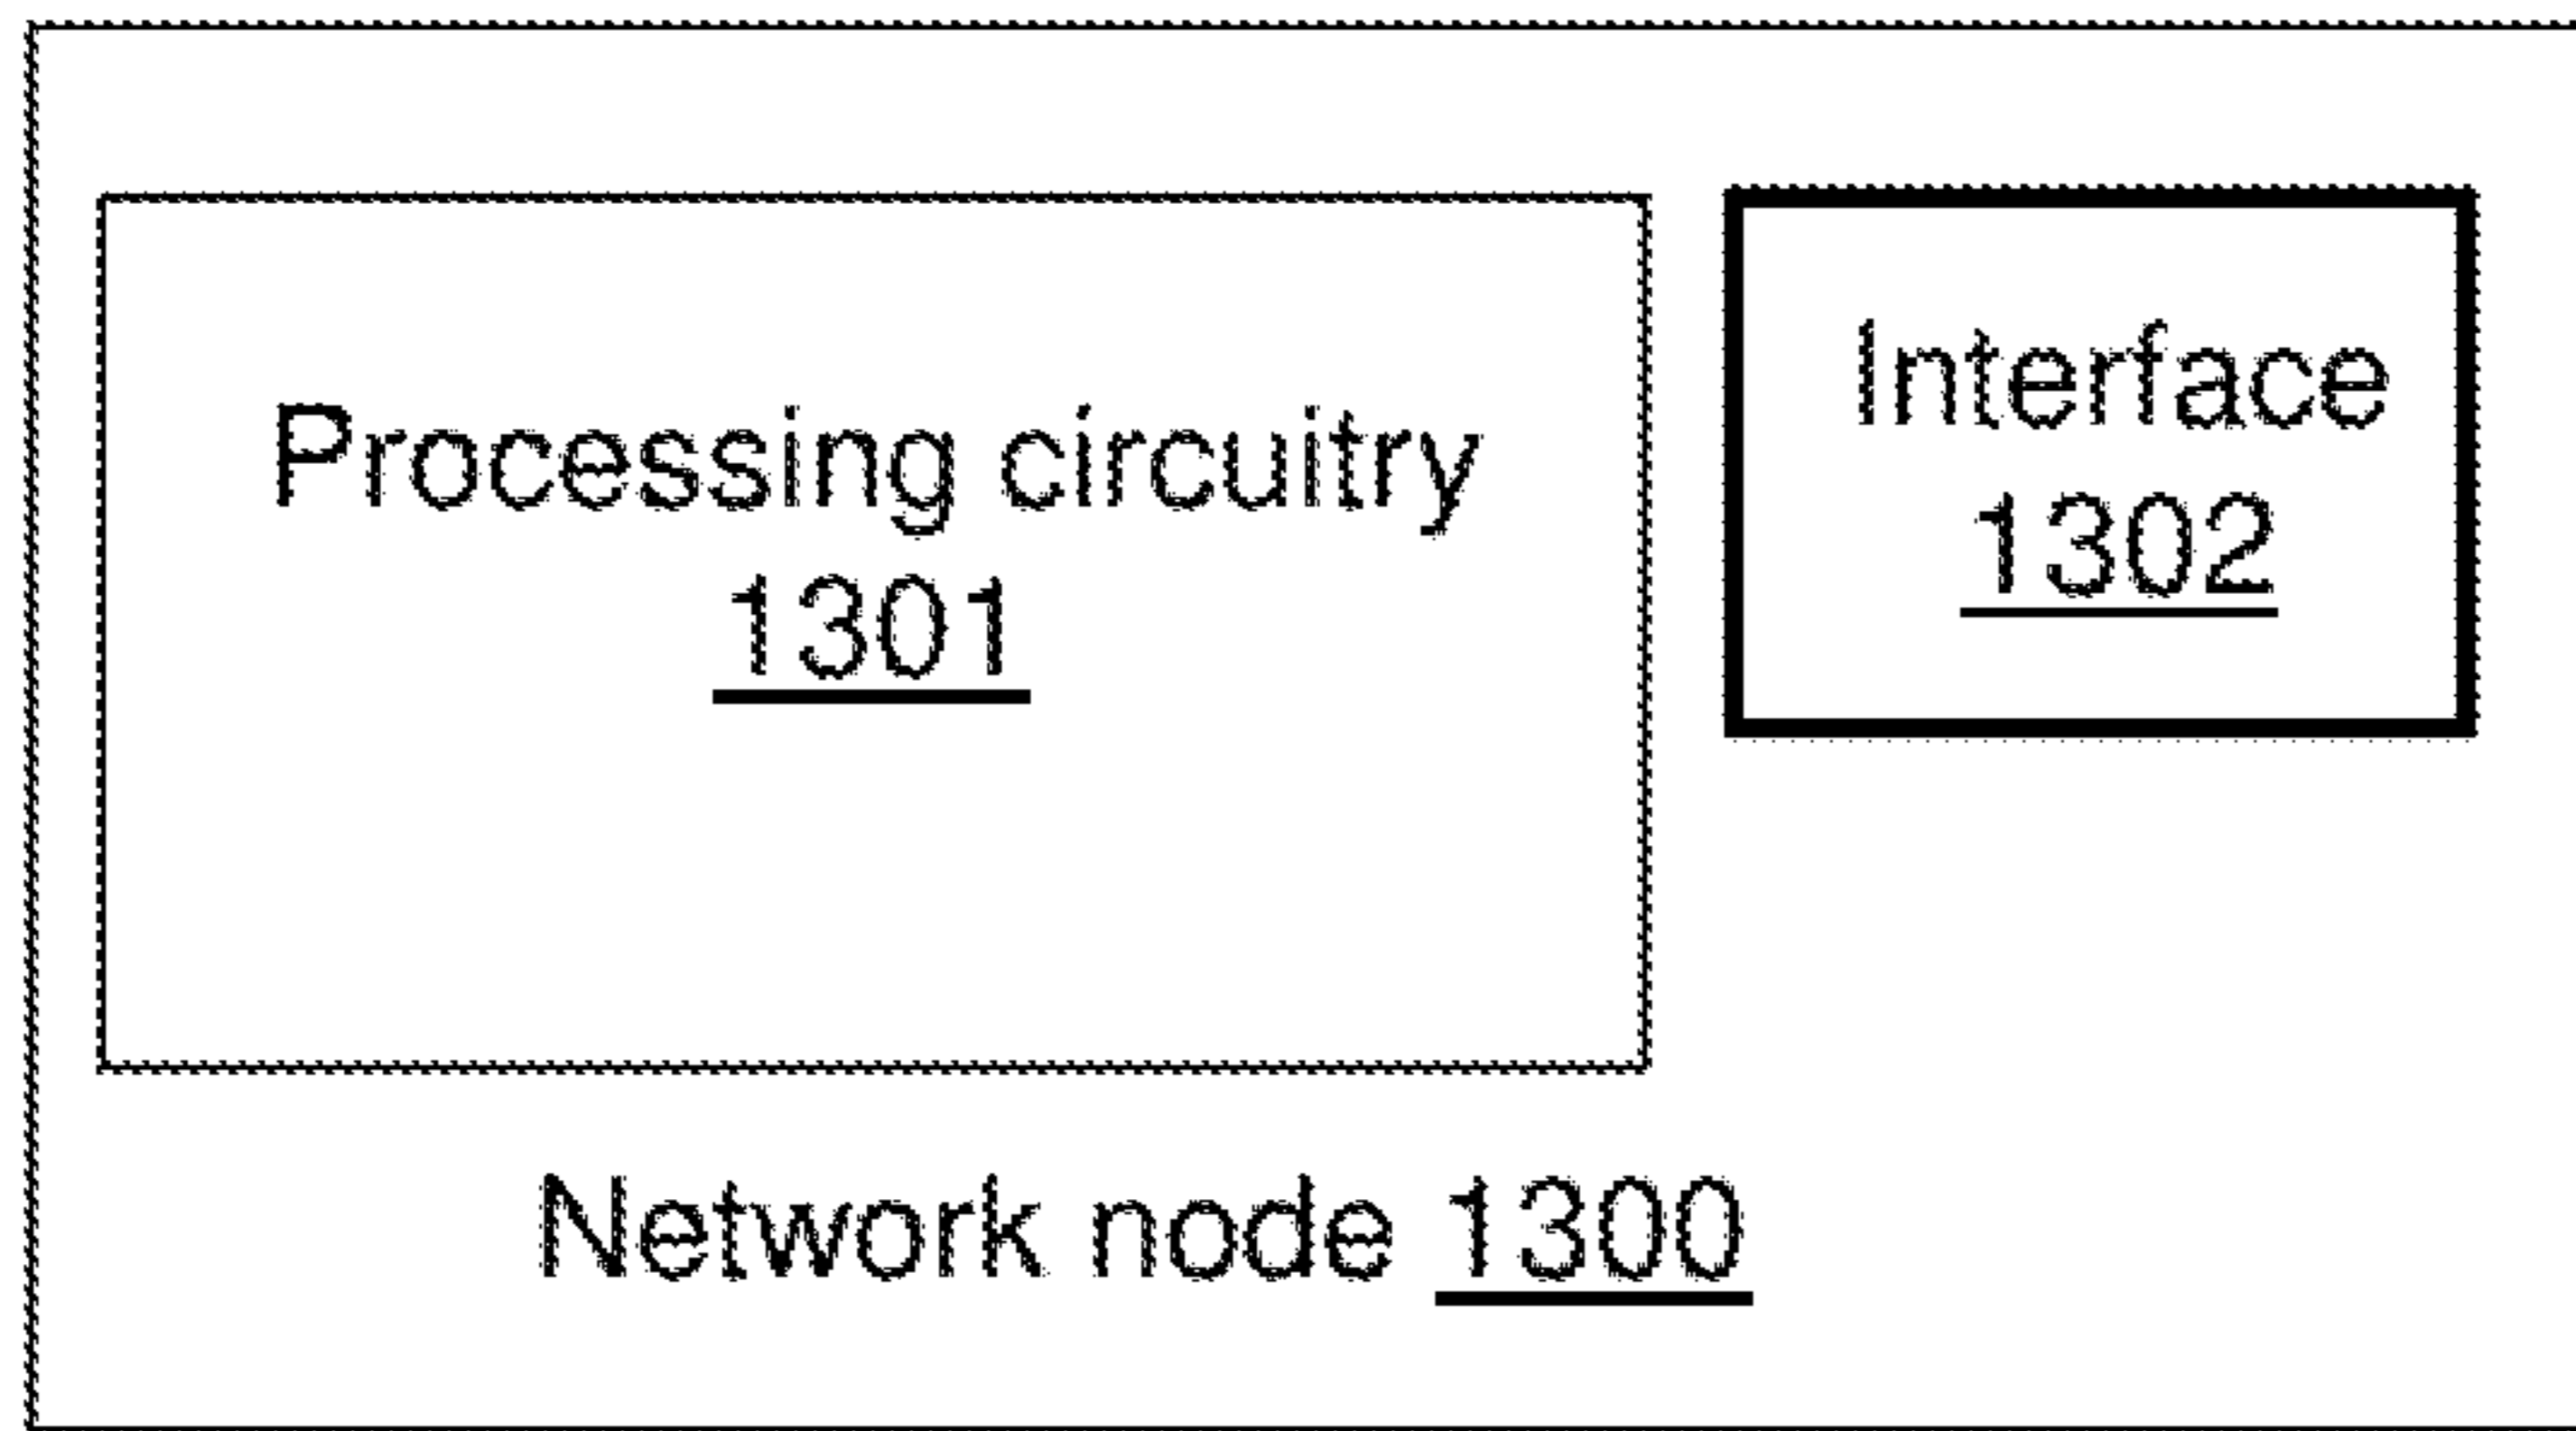 Processing circuitry
1301
Interface
1302
Network node 1300